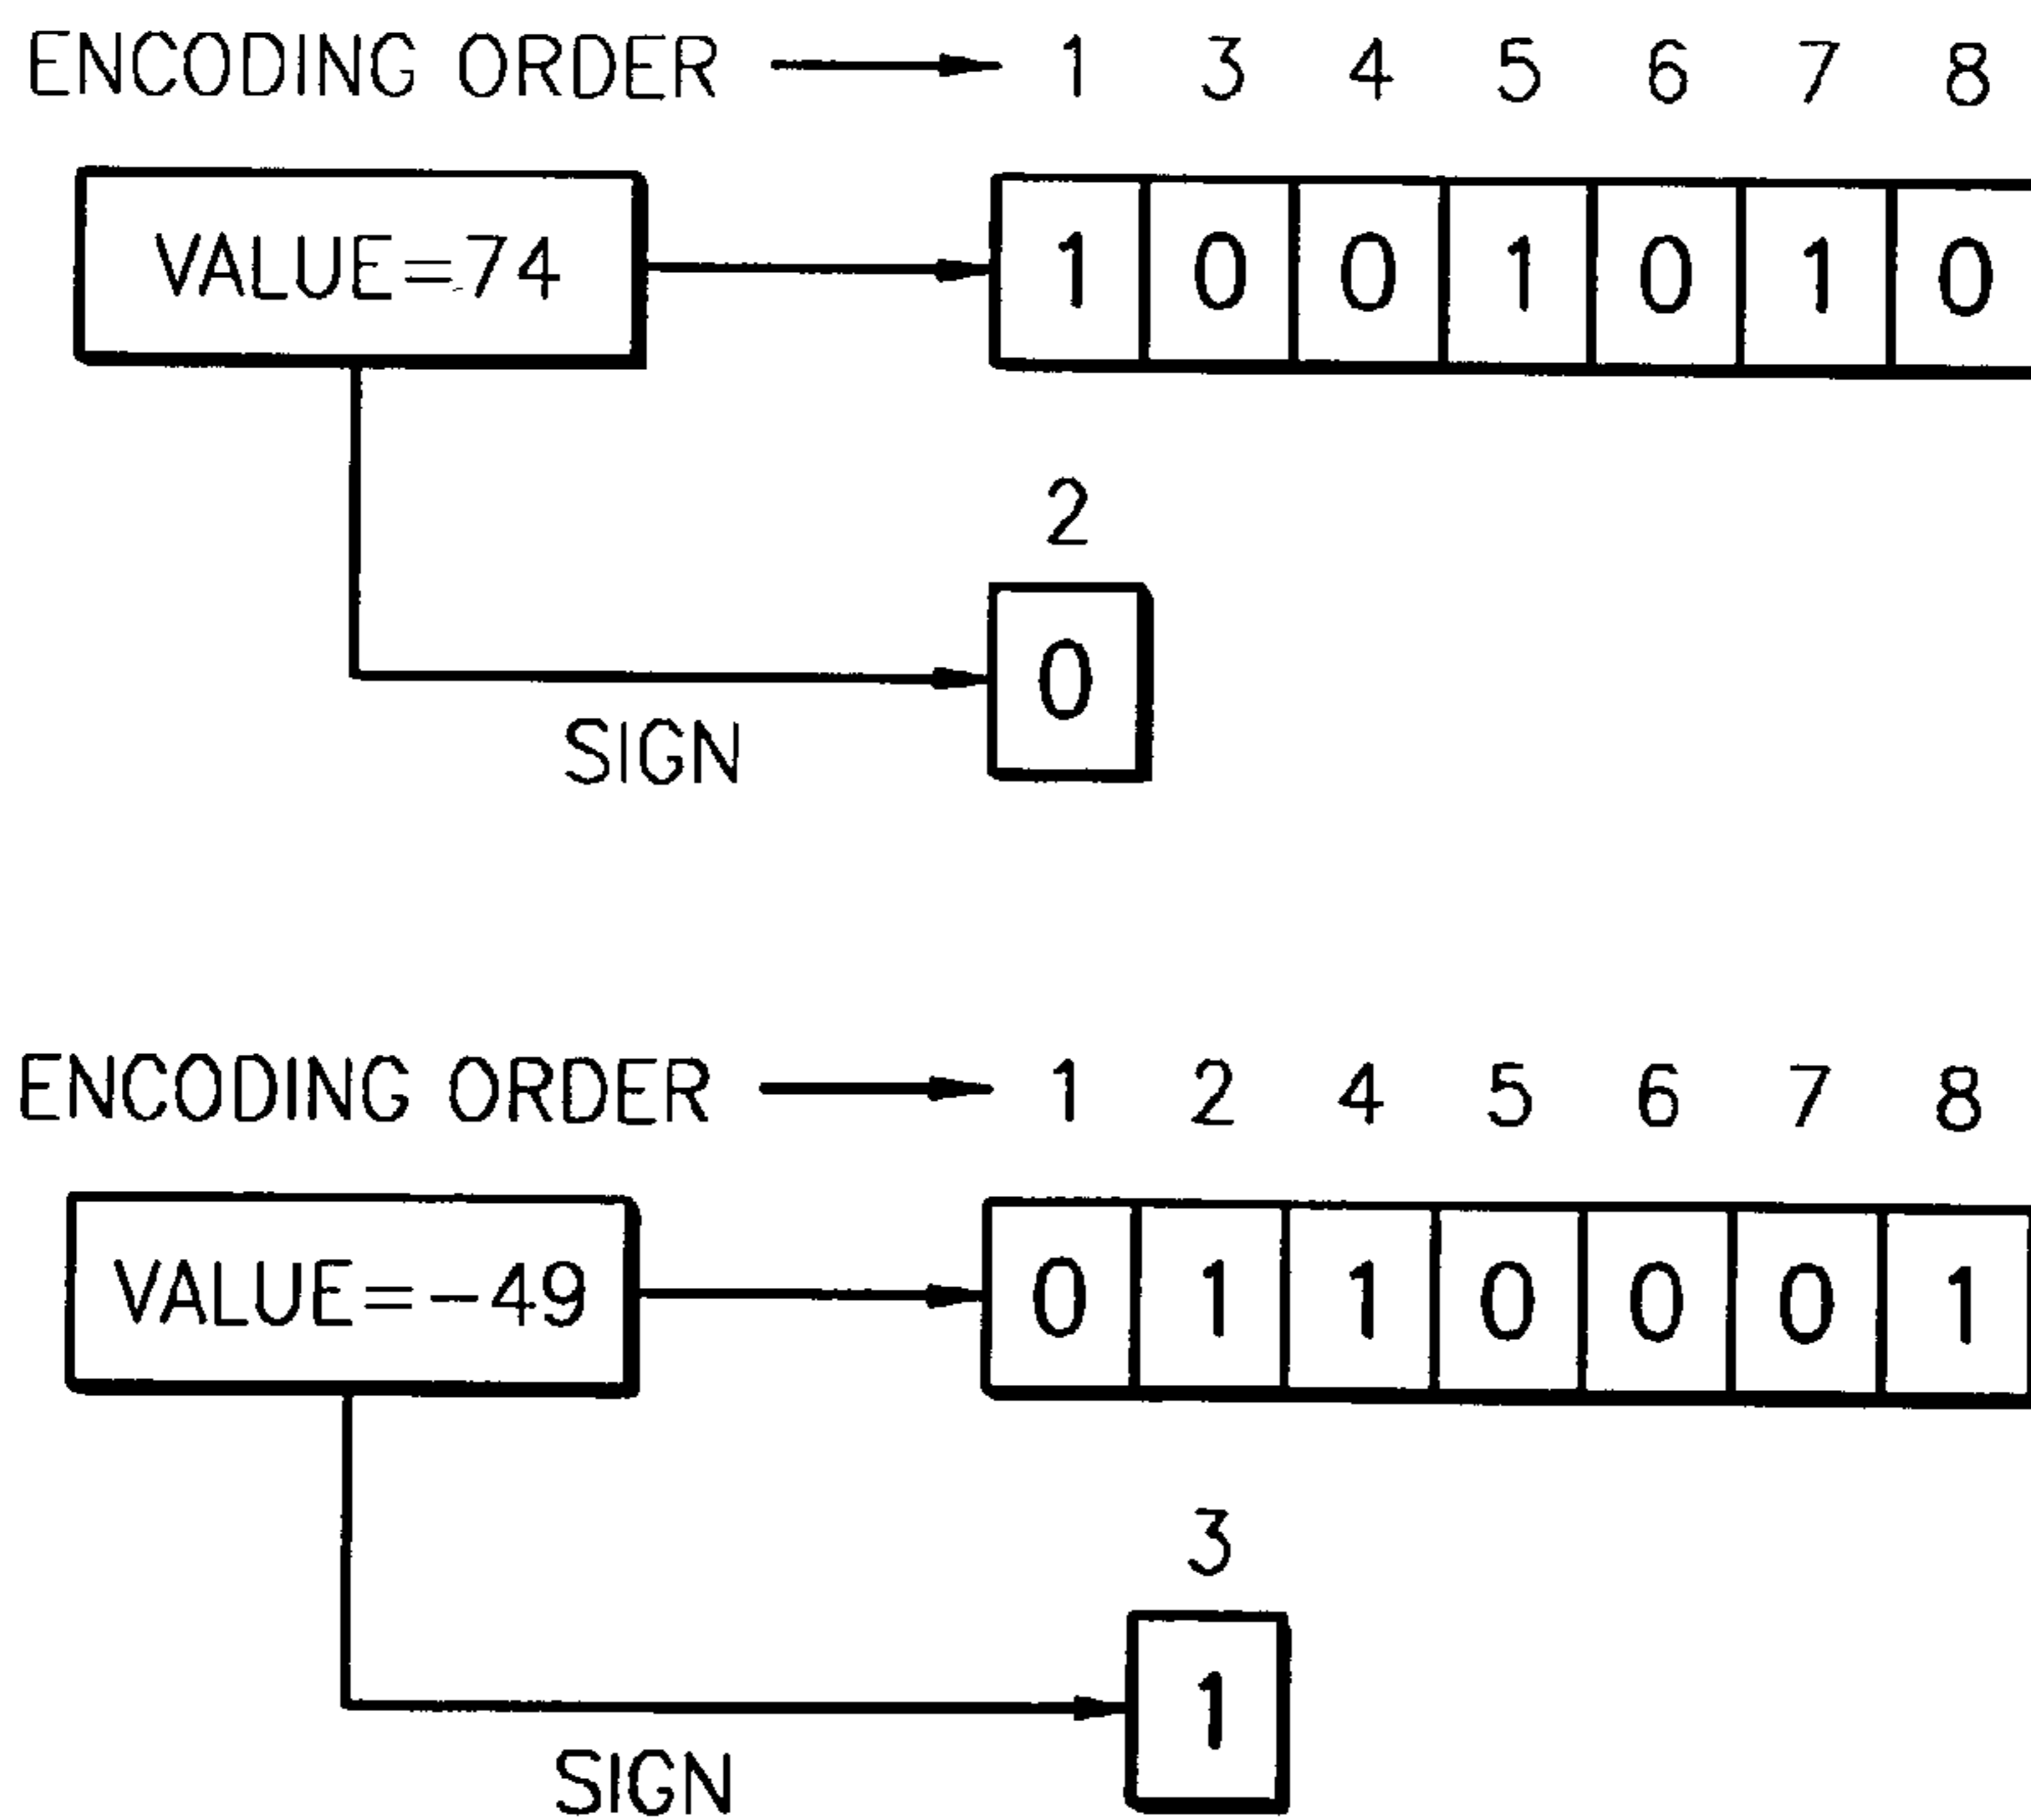 ENCODING ORDER 1 3 4 5 6 7 8
VALUE=74 1 0 0 1 0 1 0
2
0
SIGN
ENCODING ORDER 1 2 4 5 6 7 8
VALUE=-49 0 1 1 0 0 0 1
3
1
SIGN